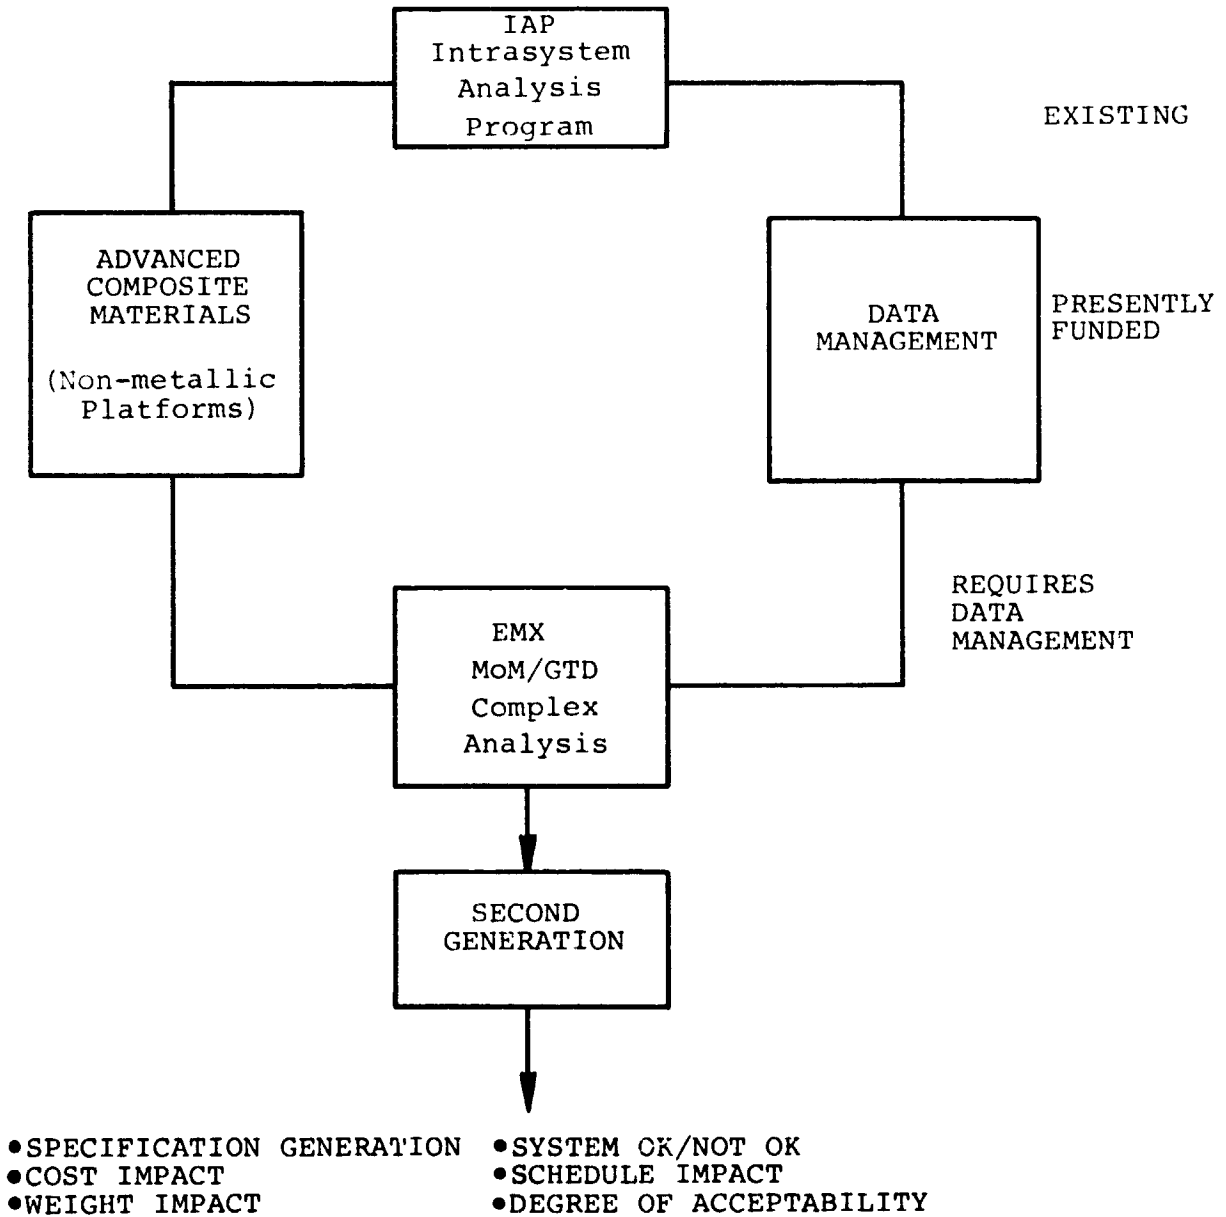 IAP
Intrasystem
Analysis
Program
EXISTING
ADVANCED
COMPOSITE
MATERIALS
(Non-metallic
Platforms)
DATA
MANAGEMENT
PRESENTLY
FUNDED
REQUIRES
DATA
MANAGEMENT
EMX
MoM/GTD
Complex
Analysis
SECOND
GENERATION
•SPECIFICATION GENERATION •SYSTEM OK/NOT OK
•COST IMPACT •SCHEDULE IMPACT
•WEIGHT IMPACT •DEGREE OF ACCEPTABILITY